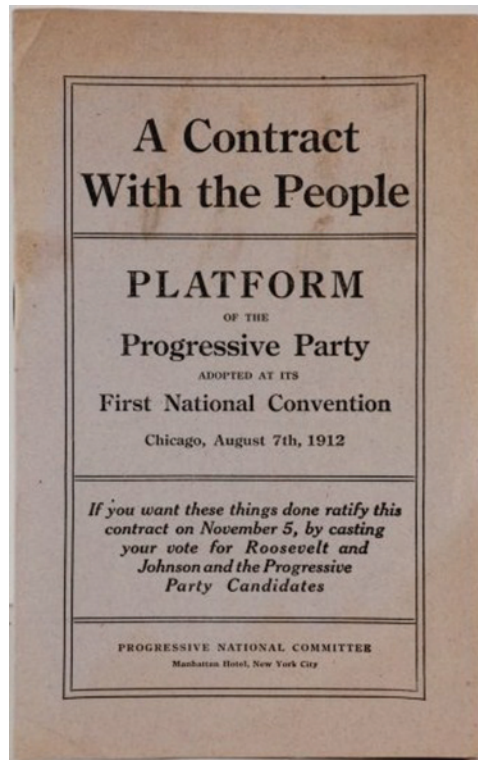 A Contract
With the People
PLATFORM
OF THE
Progressive Party
ADOPTED AT ITS
First National Convention
Chicago, August 7th, 1912
If you want these things done ratify this
contract on November 5, by casting
your vote for Roosevelt and
Johnson and the Progressive
Party Candidates
PROGRESSIVE NATIONAL COMMITTEE
Manhattan Hotel, New York City